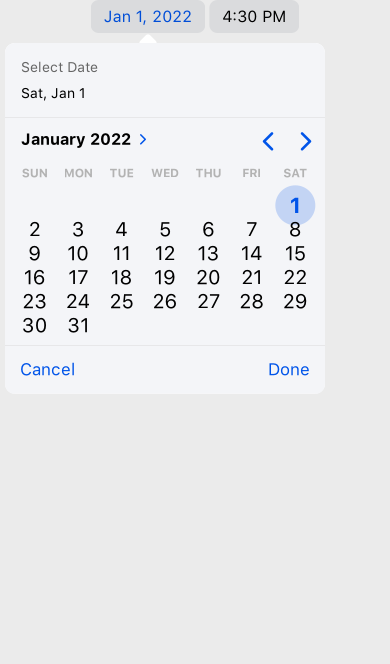 Jan 1, 2022 4:30 PM
Select Date
Sat, Jan 1
January 2022
SUN MON TUE WED THU FRI SAT
1
2 3 4 5 6 7 8
9 10 11 12 13 14 15
16 17 18 19 20 21 22
23 24 25 26 27 28 29
30 31
Cancel Done